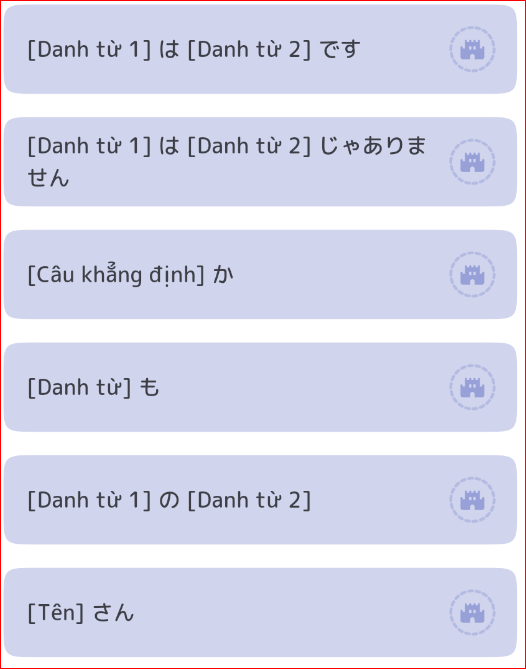 [Danh từ 1] は [Danh từ 2] です
[Danh từ 1] は [Danh từ 2] じゃありま
せん
[Câu khẳng định] か
[Danh từ] も
[Danh từ 1] の [Danh từ 2]
[Tên] さん